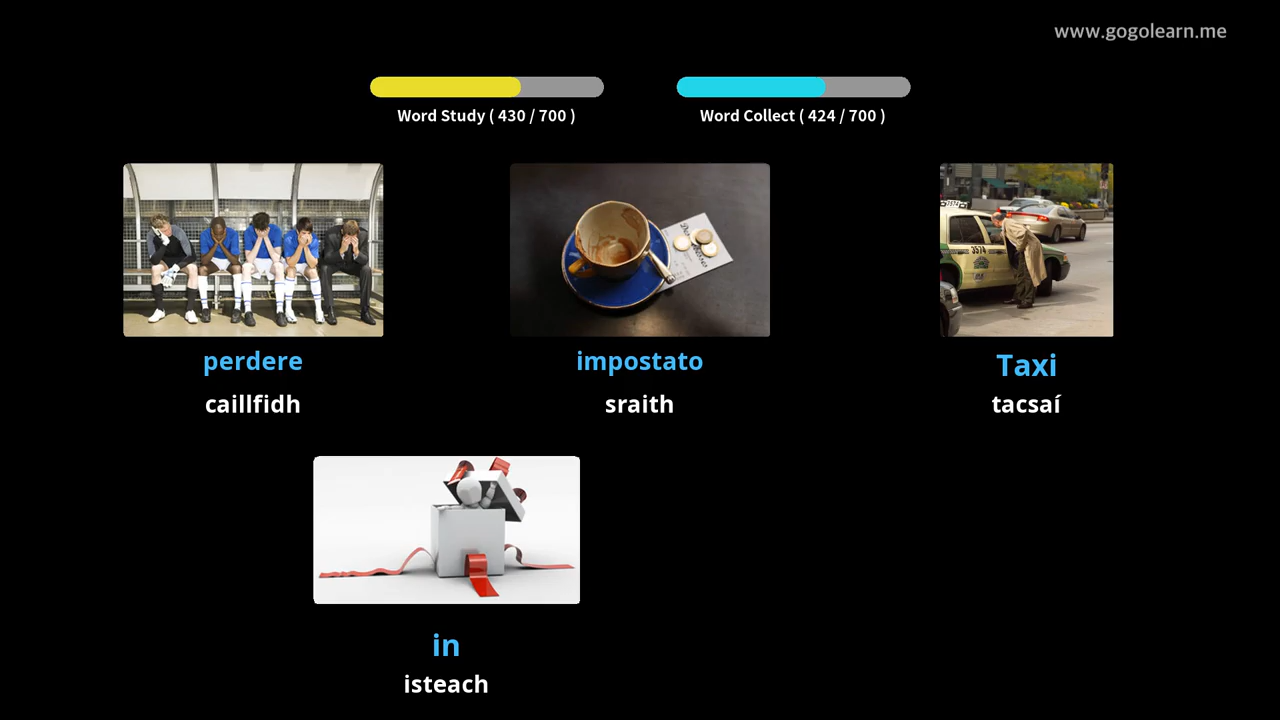 www.gogolearn.me
Word Study ( 430 / 700 )
Word Collect ( 424 / 700 )
perdere
impostato
Taxi
caillfidh
sraith
tacsaí
3574
in
isteach